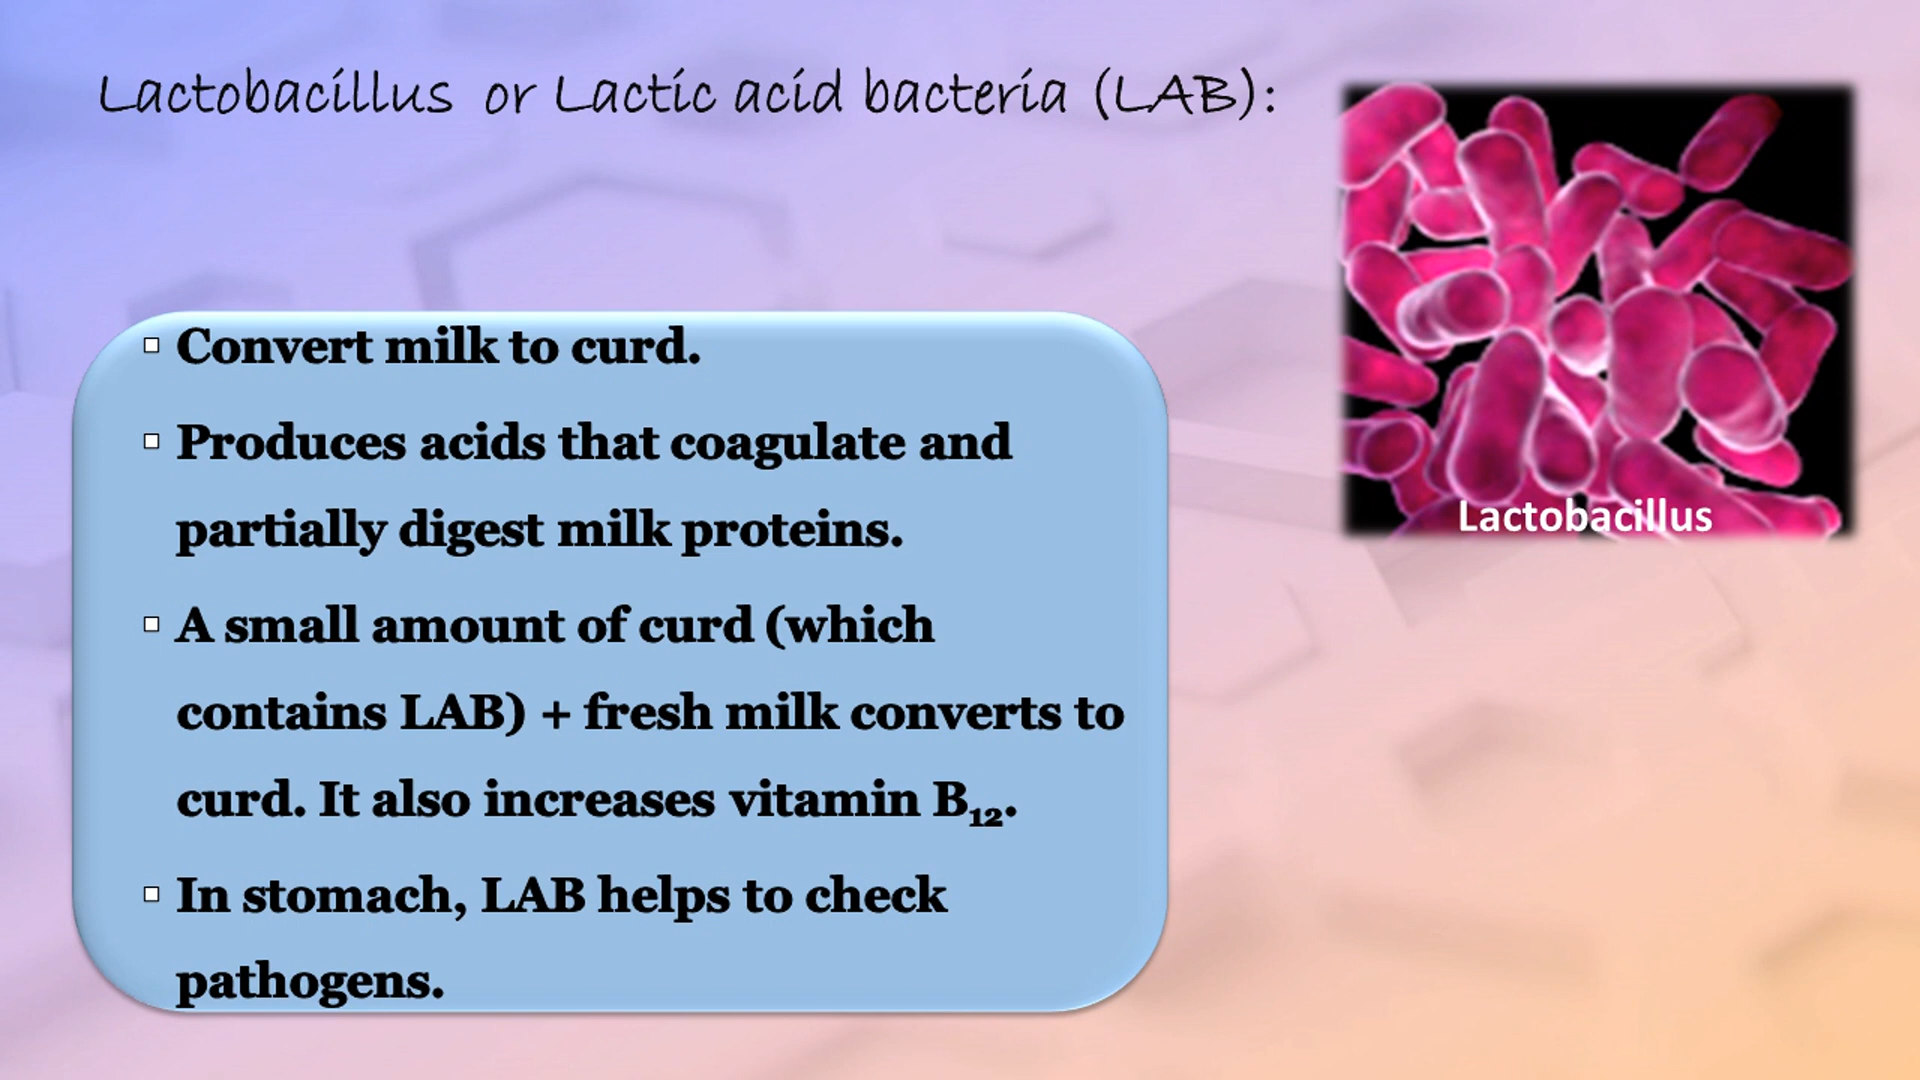 Lactobacillus or Lactic acid bacteria (LAB):
Lactobacillus
▫ Convert milk to curd.
▫ Produces acids that coagulate and
partially digest milk proteins.
▫ A small amount of curd (which
contains LAB) + fresh milk converts to
curd. It also increases vitamin B₁₂.
▫ In stomach, LAB helps to check
pathogens.